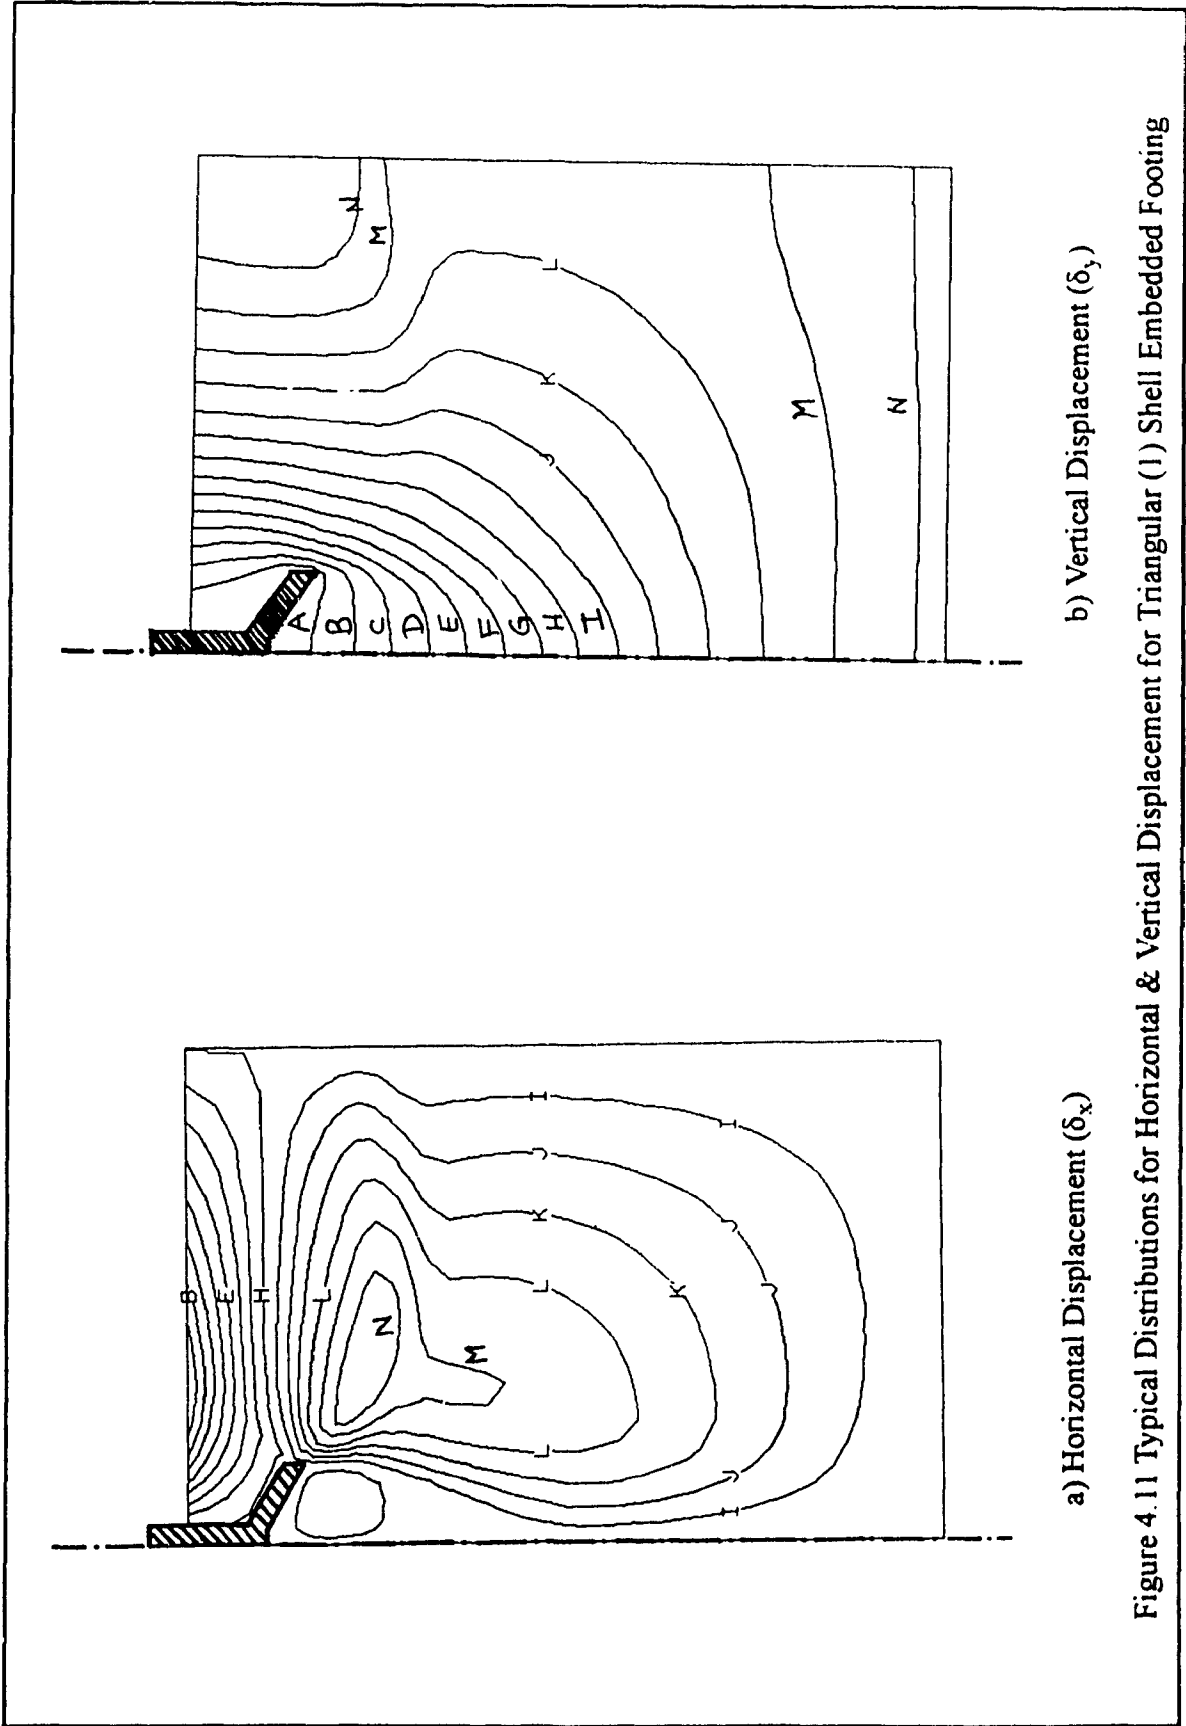 B
E
H
L
N
M
L
K
J
I
L
K
J
J
I
J
I
N
M
A
B
C
D
E
F
G
H
I
J
K
L
M
N
a) Horizontal Displacement (δx)
b) Vertical Displacement (δy)
Figure 4.11 Typical Distributions for Horizontal & Vertical Displacement for Triangular (1) Shell Embedded Footing